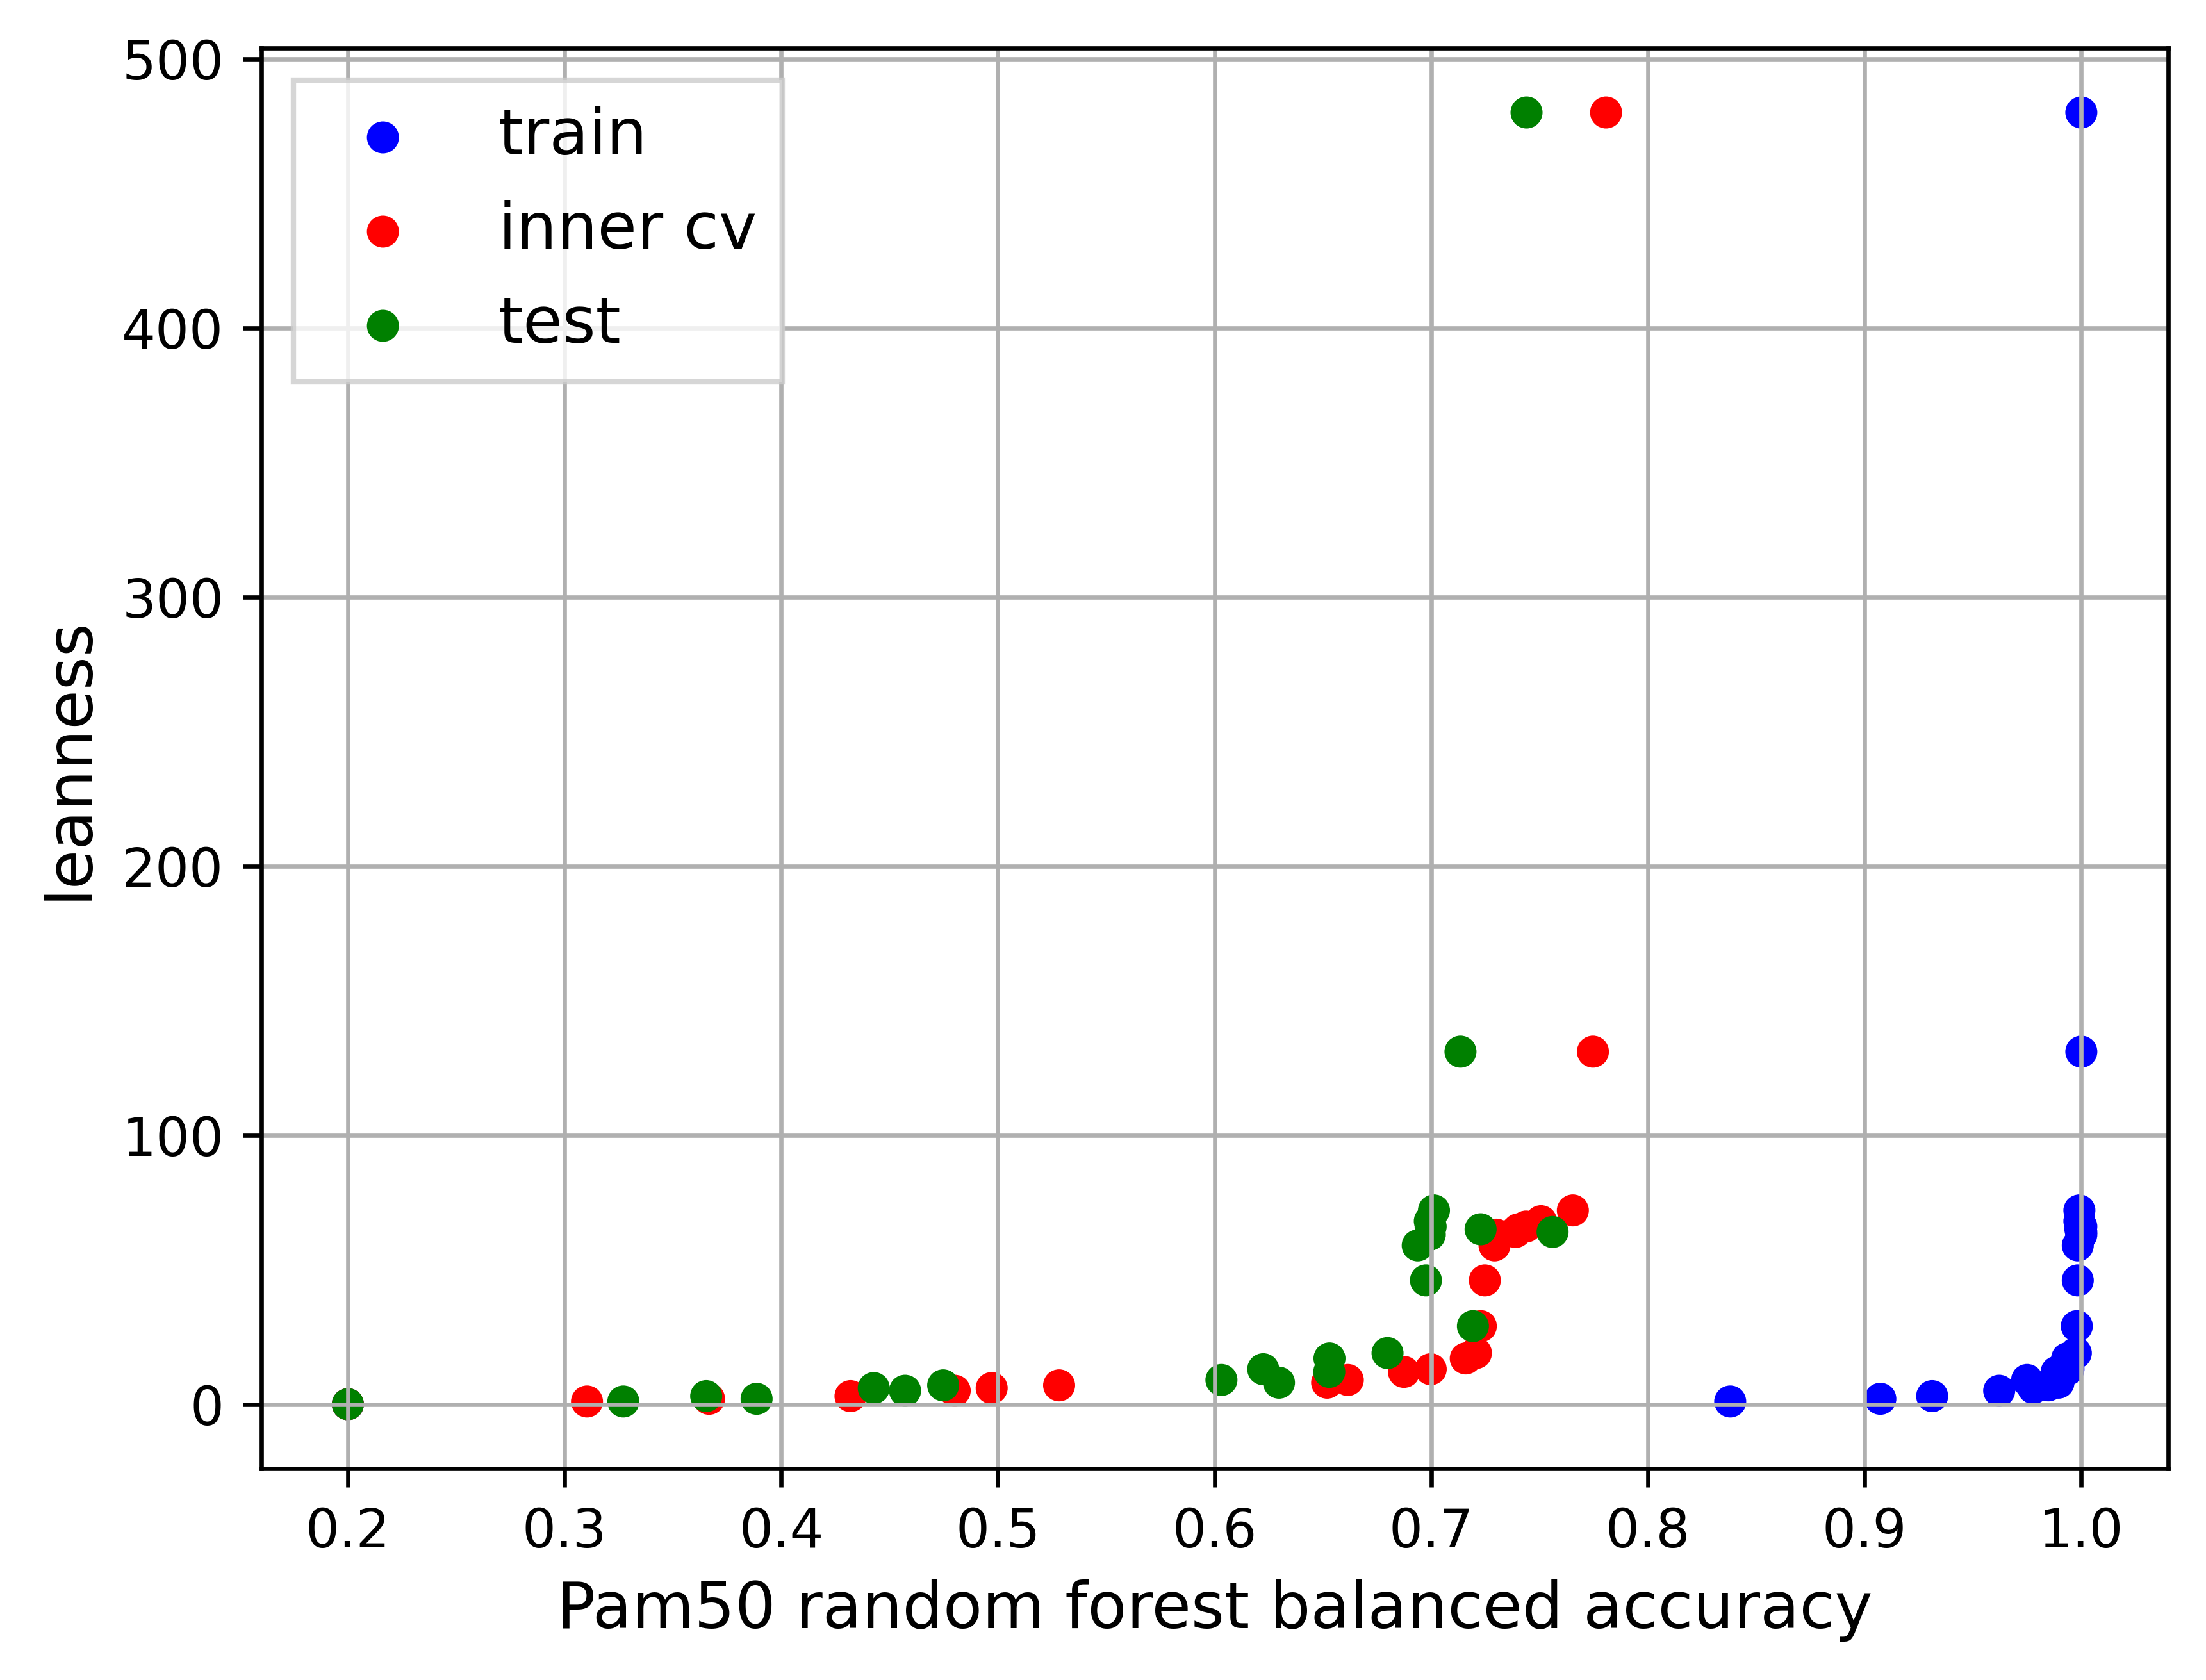 500
400
300
200
100
0
leanness
train
inner cv
test
0.2 0.3 0.4 0.5 0.6 0.7 0.8 0.9 1.0
Pam50 random forest balanced accuracy